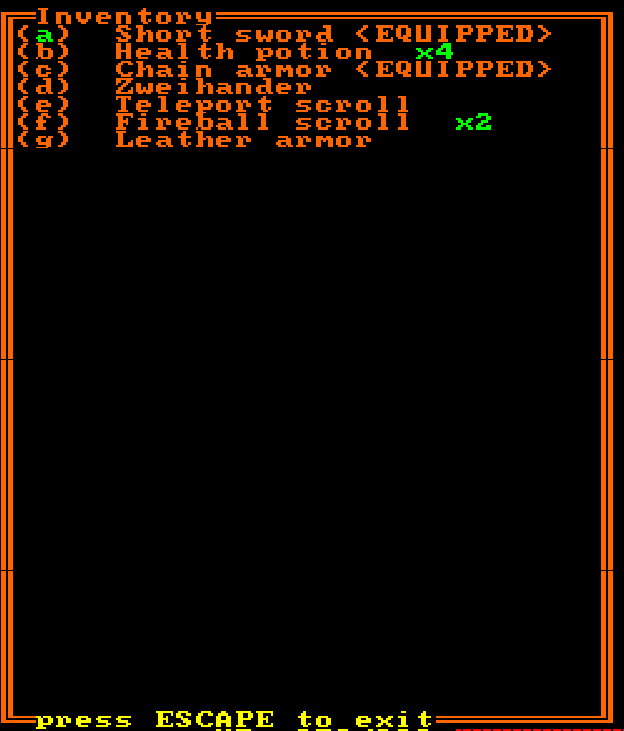 Inventory
(a) Short sword <EQUIPPED>
(b) Health potion x4
(c) Chain armor <EQUIPPED>
(d) Zweihander
(e) Teleport scroll
(f) Fireball scroll x2
(g) Leather armor
press ESCAPE to exit